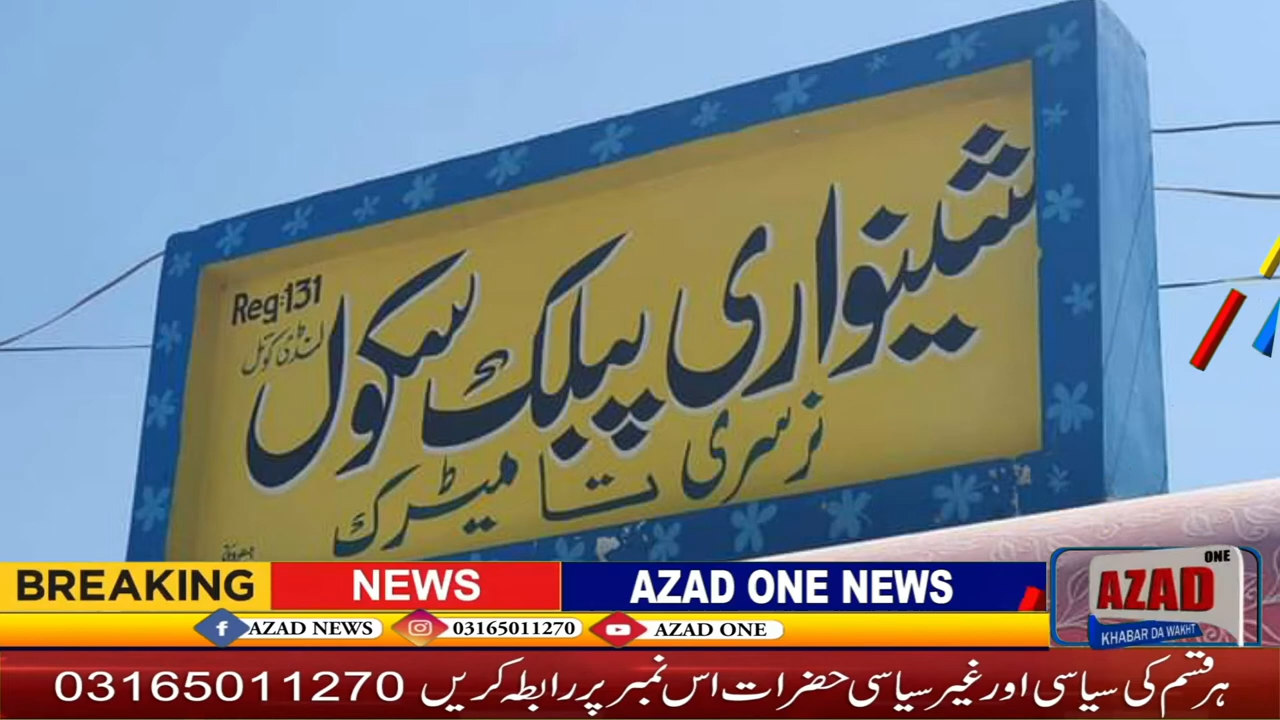 Reg:131
لنڈی کوتل
شینواری پبلک سکول
نرسری تا میٹرک
BREAKING NEWS AZAD ONE NEWS
AZAD NEWS 03165011270 AZAD ONE
AZAD ONE
KHABAR DA WAKHT
ہر قسم کی سیاسی اور غیر سیاسی حضرات اس نمبر پر رابطہ کریں 03165011270